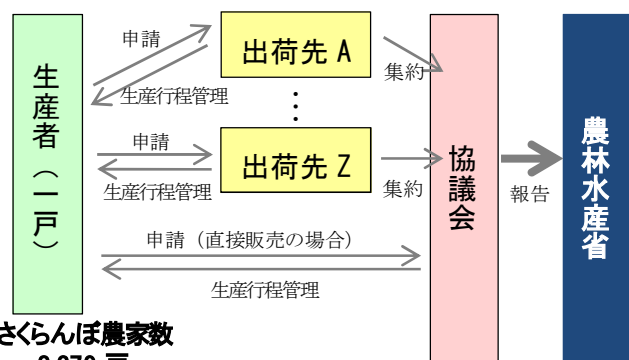 生産者（一戸）
申請
生産行程管理
出荷先 A
集約
⋮
申請
生産行程管理
出荷先 Z
集約
申請（直接販売の場合）
生産行程管理
協議会
報告
農林水産省
さくらんぼ農家数